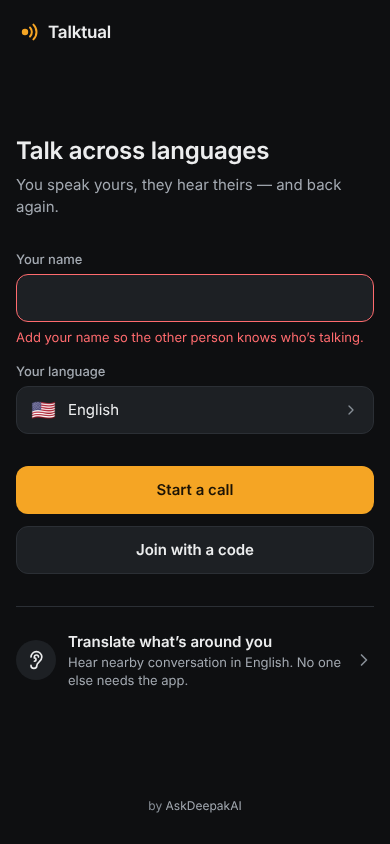 Talktual
Talk across languages
You speak yours, they hear theirs — and back
again.
Your name
Add your name so the other person knows who’s talking.
Your language
English
Start a call
Join with a code
Translate what’s around you
Hear nearby conversation in English. No one
else needs the app.
by AskDeepakAI